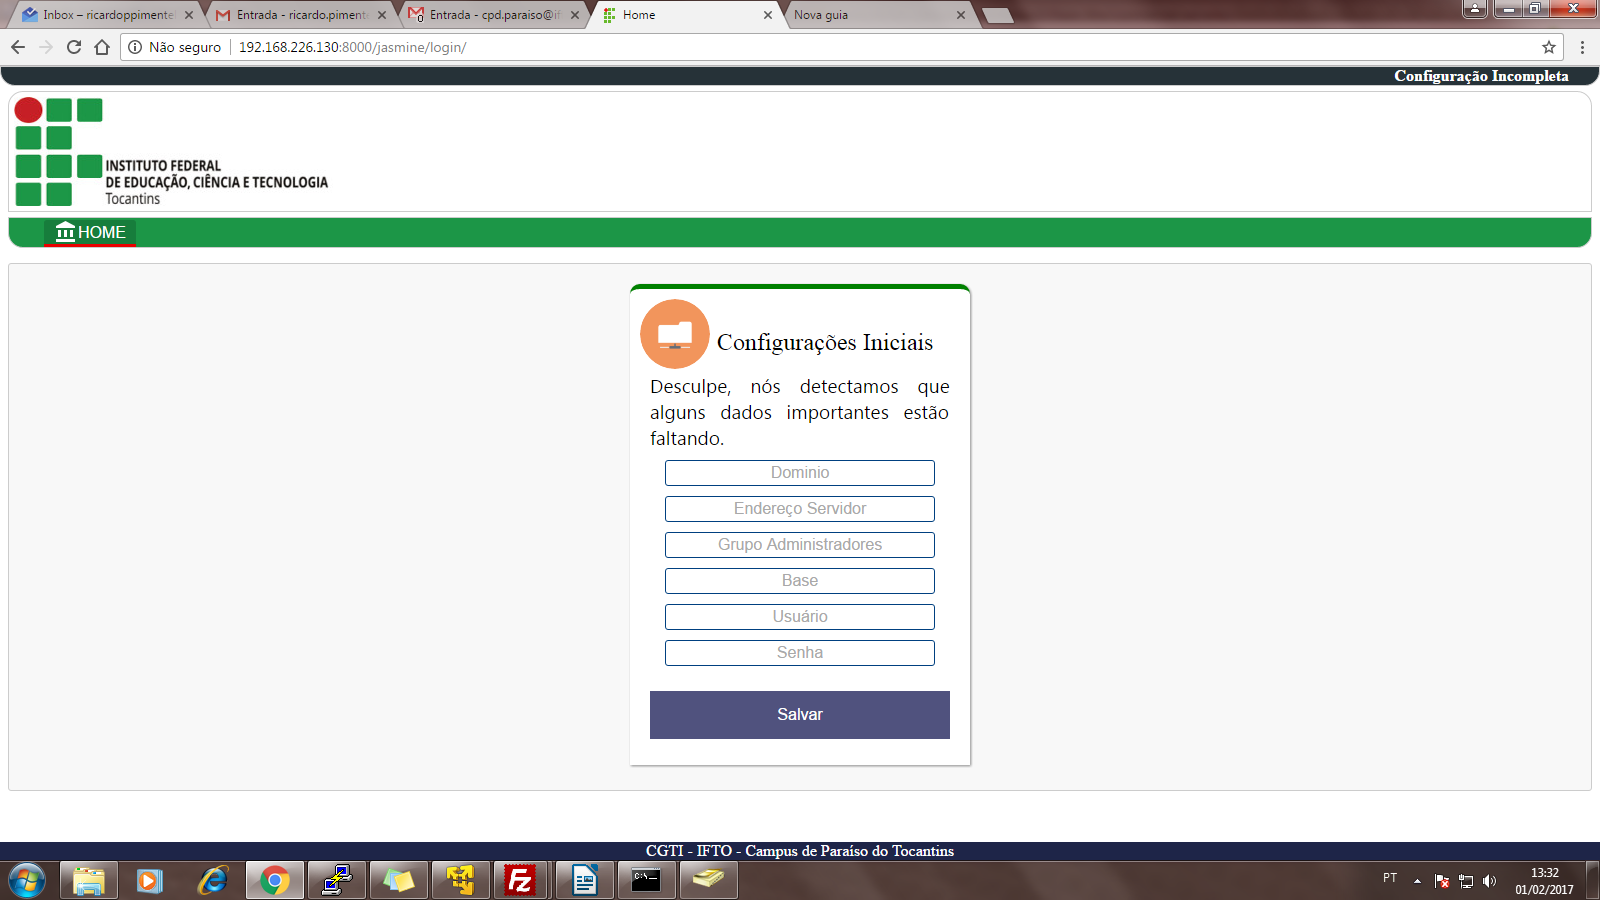 Inbox – ricardoppimente
Entrada - ricardo.pimente
Entrada - cpd.paraiso@if
Home
Nova guia
Não seguro
192.168.226.130:8000/jasmine/login/
Configuração Incompleta
INSTITUTO FEDERAL
DE EDUCAÇÃO, CIÊNCIA E TECNOLOGIA
Tocantins
HOME
Configurações Iniciais
Desculpe, nós detectamos que
alguns dados importantes estão
faltando.
Dominio
Endereço Servidor
Grupo Administradores
Base
Usuário
Senha
Salvar
CGTI - IFTO - Campus de Paraíso do Tocantins
PT
13:32
01/02/2017